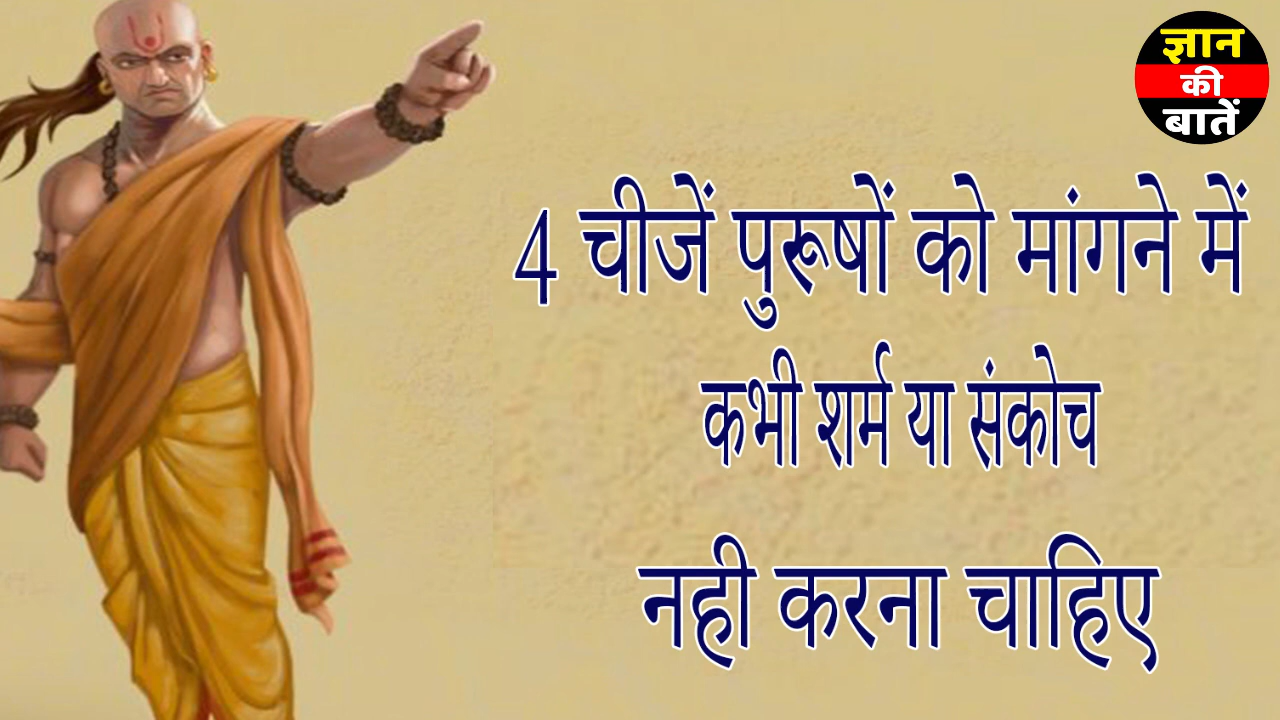 ज्ञान
की
बातें
4 चीजें पुरूषों को मांगने में
कभी शर्म या संकोच
नही करना चाहिए